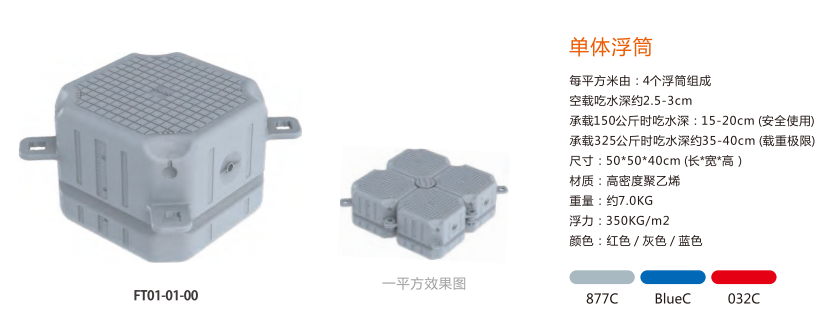 单体浮筒
每平方米由：4个浮筒组成
空载吃水深约2.5-3cm
承载150公斤时吃水深：15-20cm (安全使用)
承载325公斤时吃水深约35-40cm (载重极限)
尺寸：50*50*40cm (长*宽*高 )
材质：高密度聚乙烯
重量：约7.0KG
浮力：350KG/m2
颜色：红色 / 灰色 / 蓝色
877C BlueC 032C
一平方效果图
FT01-01-00